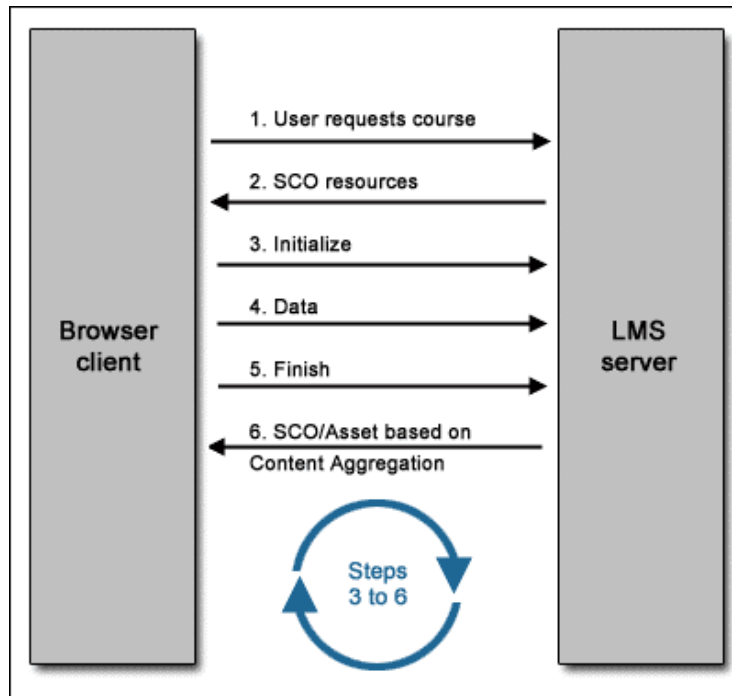 1. User requests course
2. SCO resources
3. Initialize
4. Data
5. Finish
6. SCO/Asset based on
Content Aggregation
Browser
client
LMS
server
Steps
3 to 6